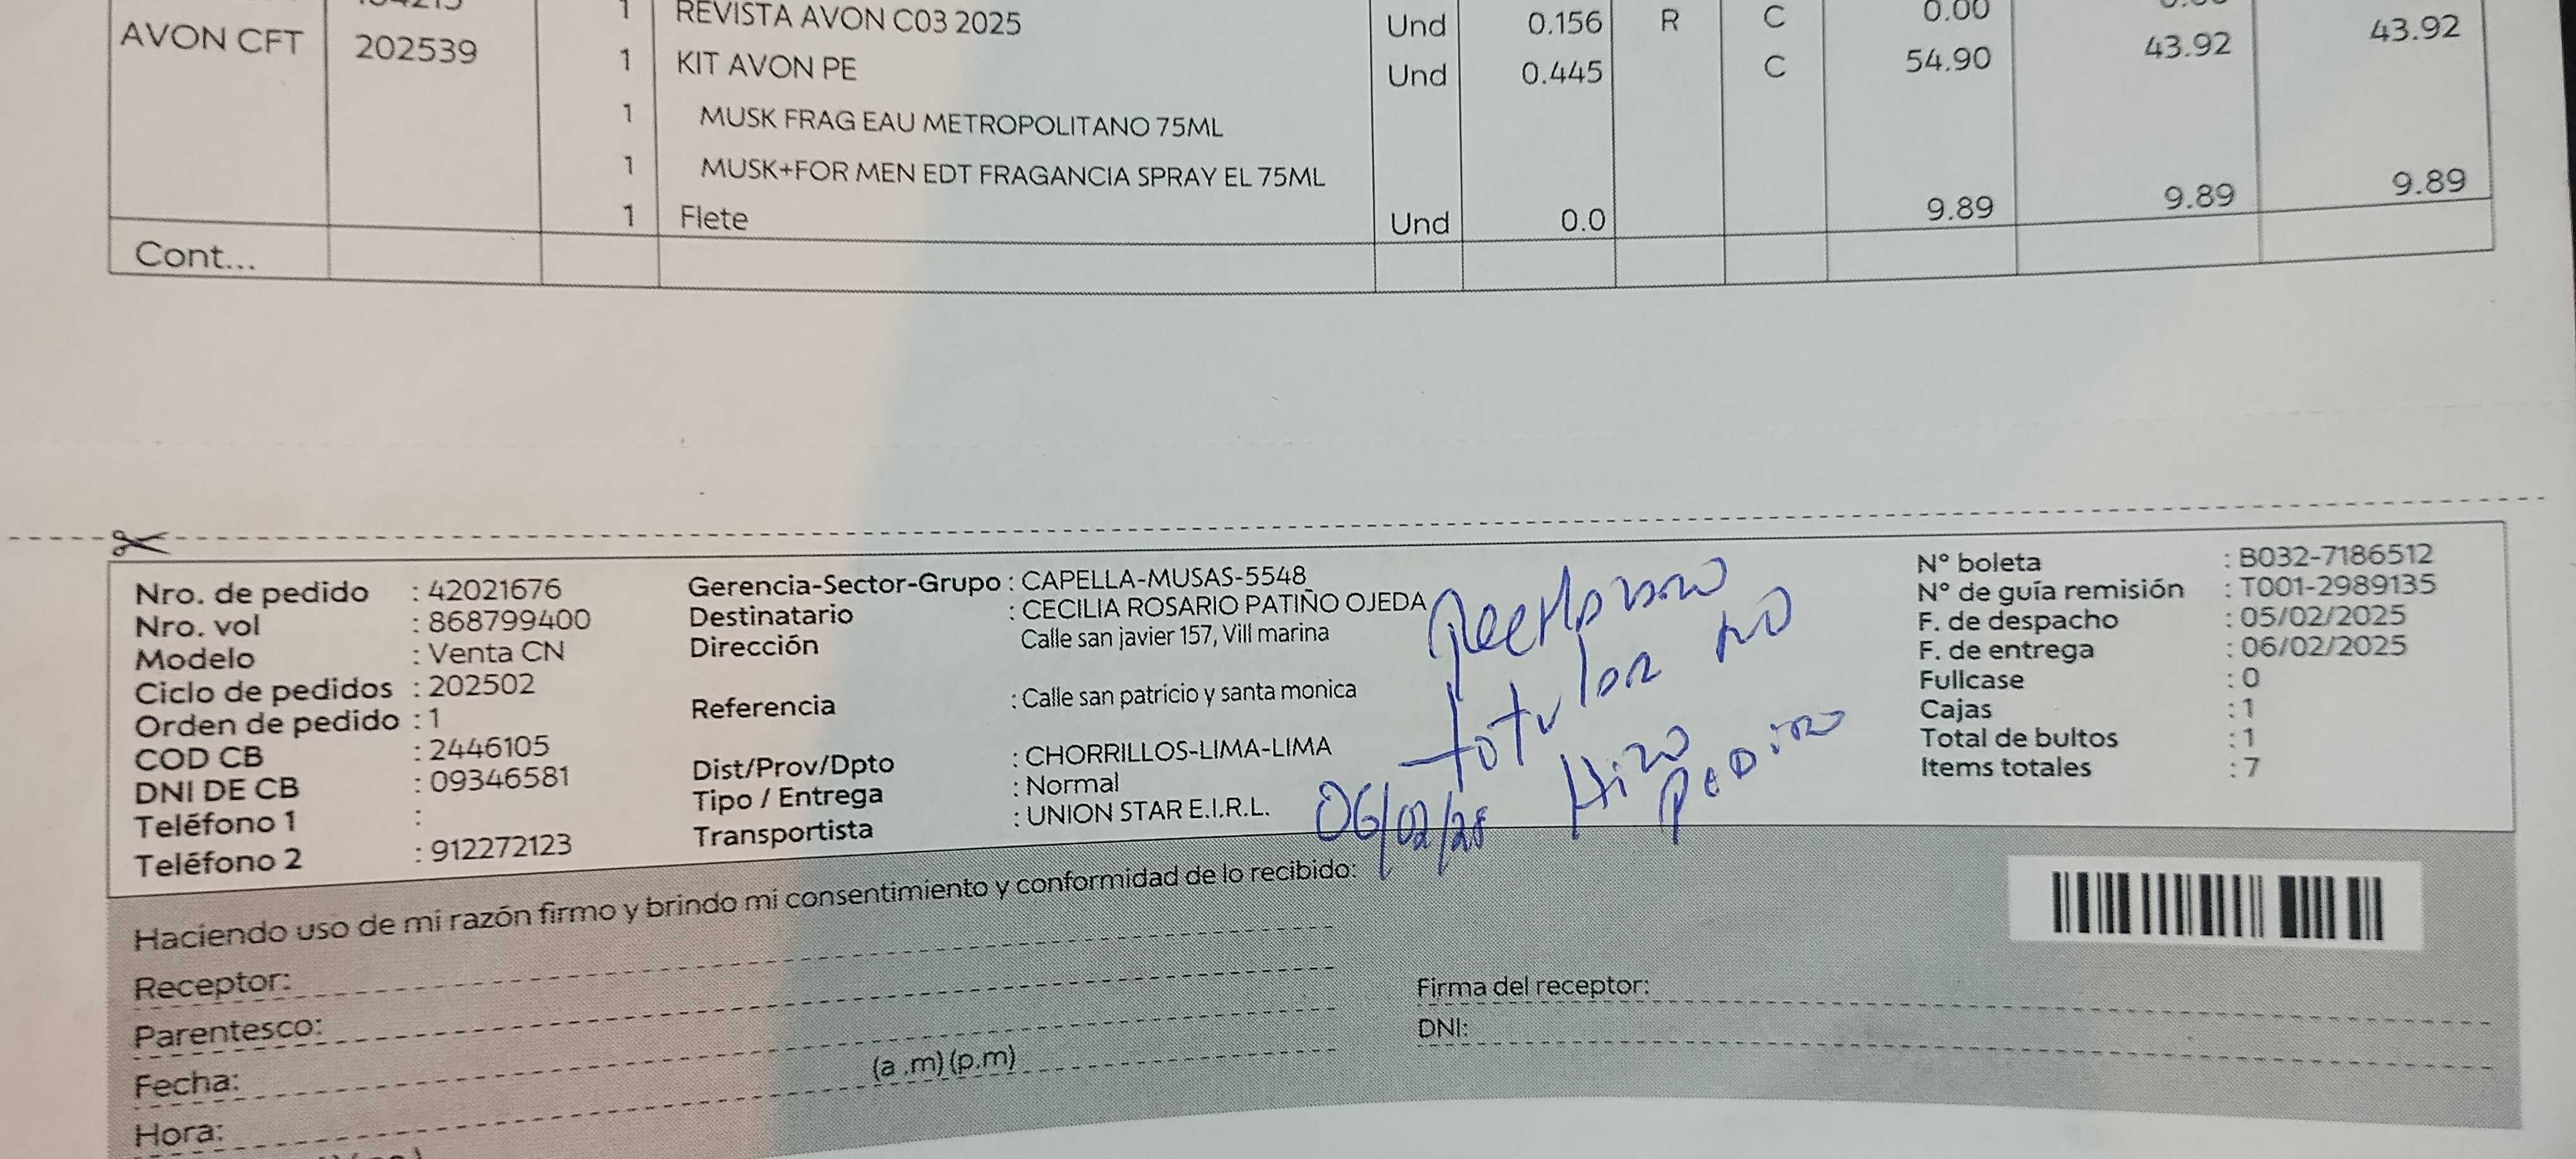 1 REVISTA AVON C03 2025 Und 0.156 R C 0.00
AVON CFT 202539 1 KIT AVON PE Und 0.445 C 54.90 43.92 43.92
1 MUSK FRAG EAU METROPOLITANO 75ML
1 MUSK+FOR MEN EDT FRAGANCIA SPRAY EL 75ML
1 Flete Und 0.0 9.89 9.89 9.89
Cont...
Nro. de pedido : 42021676
Nro. vol : 868799400
Modelo : Venta CN
Ciclo de pedidos : 202502
Orden de pedido : 1
COD CB : 2446105
DNI DE CB : 09346581
Teléfono 1 :
Teléfono 2 : 912272123
Gerencia-Sector-Grupo : CAPELLA-MUSAS-5548
Destinatario : CECILIA ROSARIO PATIÑO OJEDA
Dirección Calle san javier 157, Vill marina
Referencia : Calle san patricio y santa monica
Dist/Prov/Dpto : CHORRILLOS-LIMA-LIMA
Tipo / Entrega : Normal
Transportista : UNION STAR E.I.R.L.
titular no
Hizo
pedido
06/02/25
N° boleta : B032-7186512
N° de guía remisión : T001-2989135
F. de despacho : 05/02/2025
F. de entrega : 06/02/2025
Fullcase : 0
Cajas : 1
Total de bultos : 1
Items totales : 7
Haciendo uso de mi razón firmo y brindo mi consentimiento y conformidad de lo recibido:
Receptor:
Parentesco:
Fecha:
Hora: (a .m) (p.m)
Firma del receptor:
DNI: